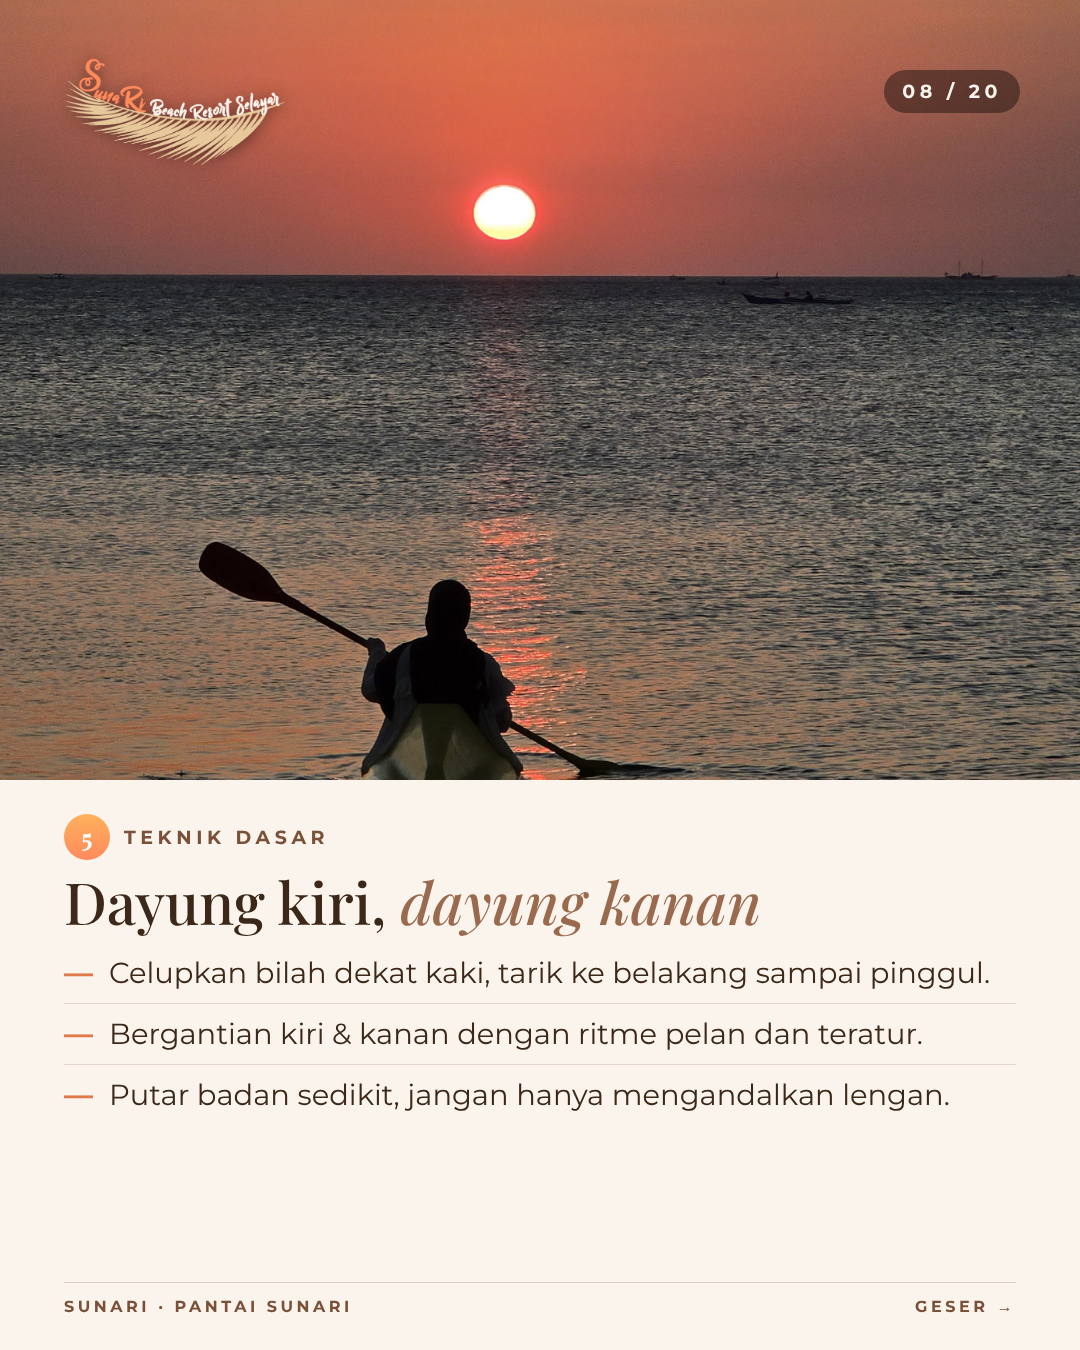 SunaRi Beach Resort Selayar
08 / 20
5 TEKNIK DASAR
Dayung kiri, dayung kanan
— Celupkan bilah dekat kaki, tarik ke belakang sampai pinggul.
— Bergantian kiri & kanan dengan ritme pelan dan teratur.
— Putar badan sedikit, jangan hanya mengandalkan lengan.
SUNARI · PANTAI SUNARI
GESER →